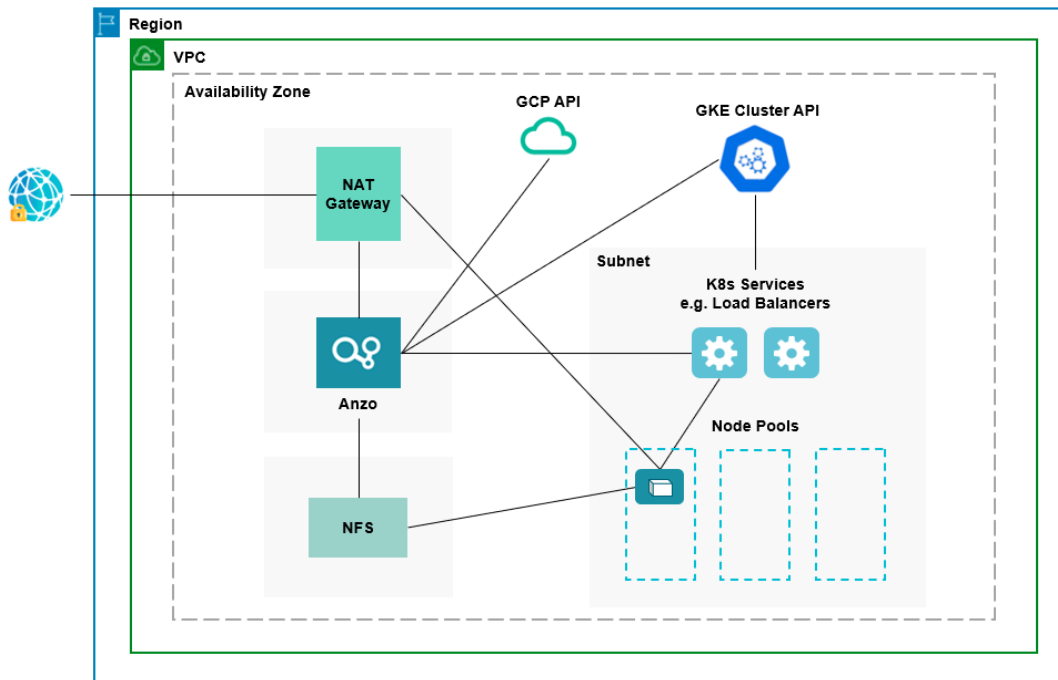 Region
VPC
Availability Zone
GCP API
GKE Cluster API
NAT
Gateway
Subnet
K8s Services
e.g. Load Balancers
Anzo
Node Pools
NFS